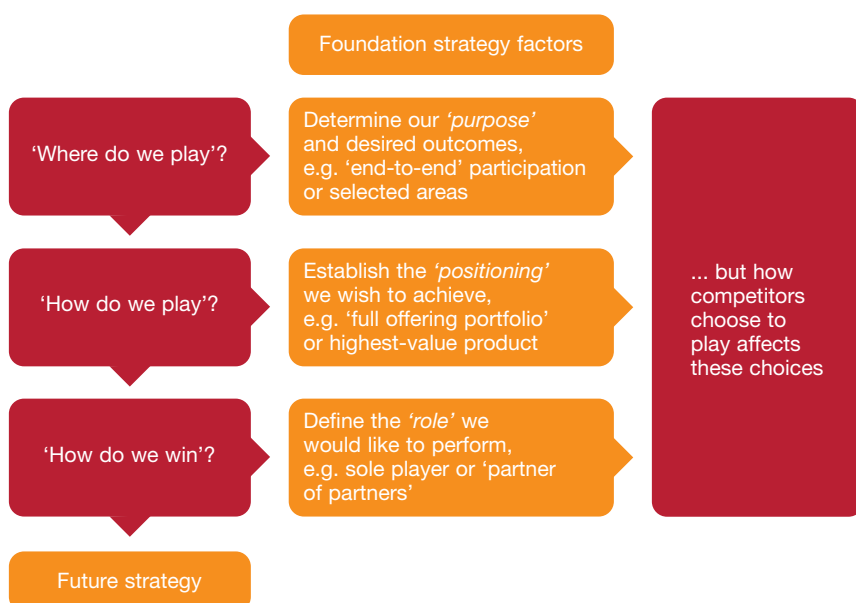 Foundation strategy factors
‘Where do we play’?
Determine our ‘purpose’
and desired outcomes,
e.g. ‘end-to-end’ participation
or selected areas
‘How do we play’?
Establish the ‘positioning’
we wish to achieve,
e.g. ‘full offering portfolio’
or highest-value product
‘How do we win’?
Define the ‘role’ we
would like to perform,
e.g. sole player or ‘partner
of partners’
... but how
competitors
choose to
play affects
these choices
Future strategy